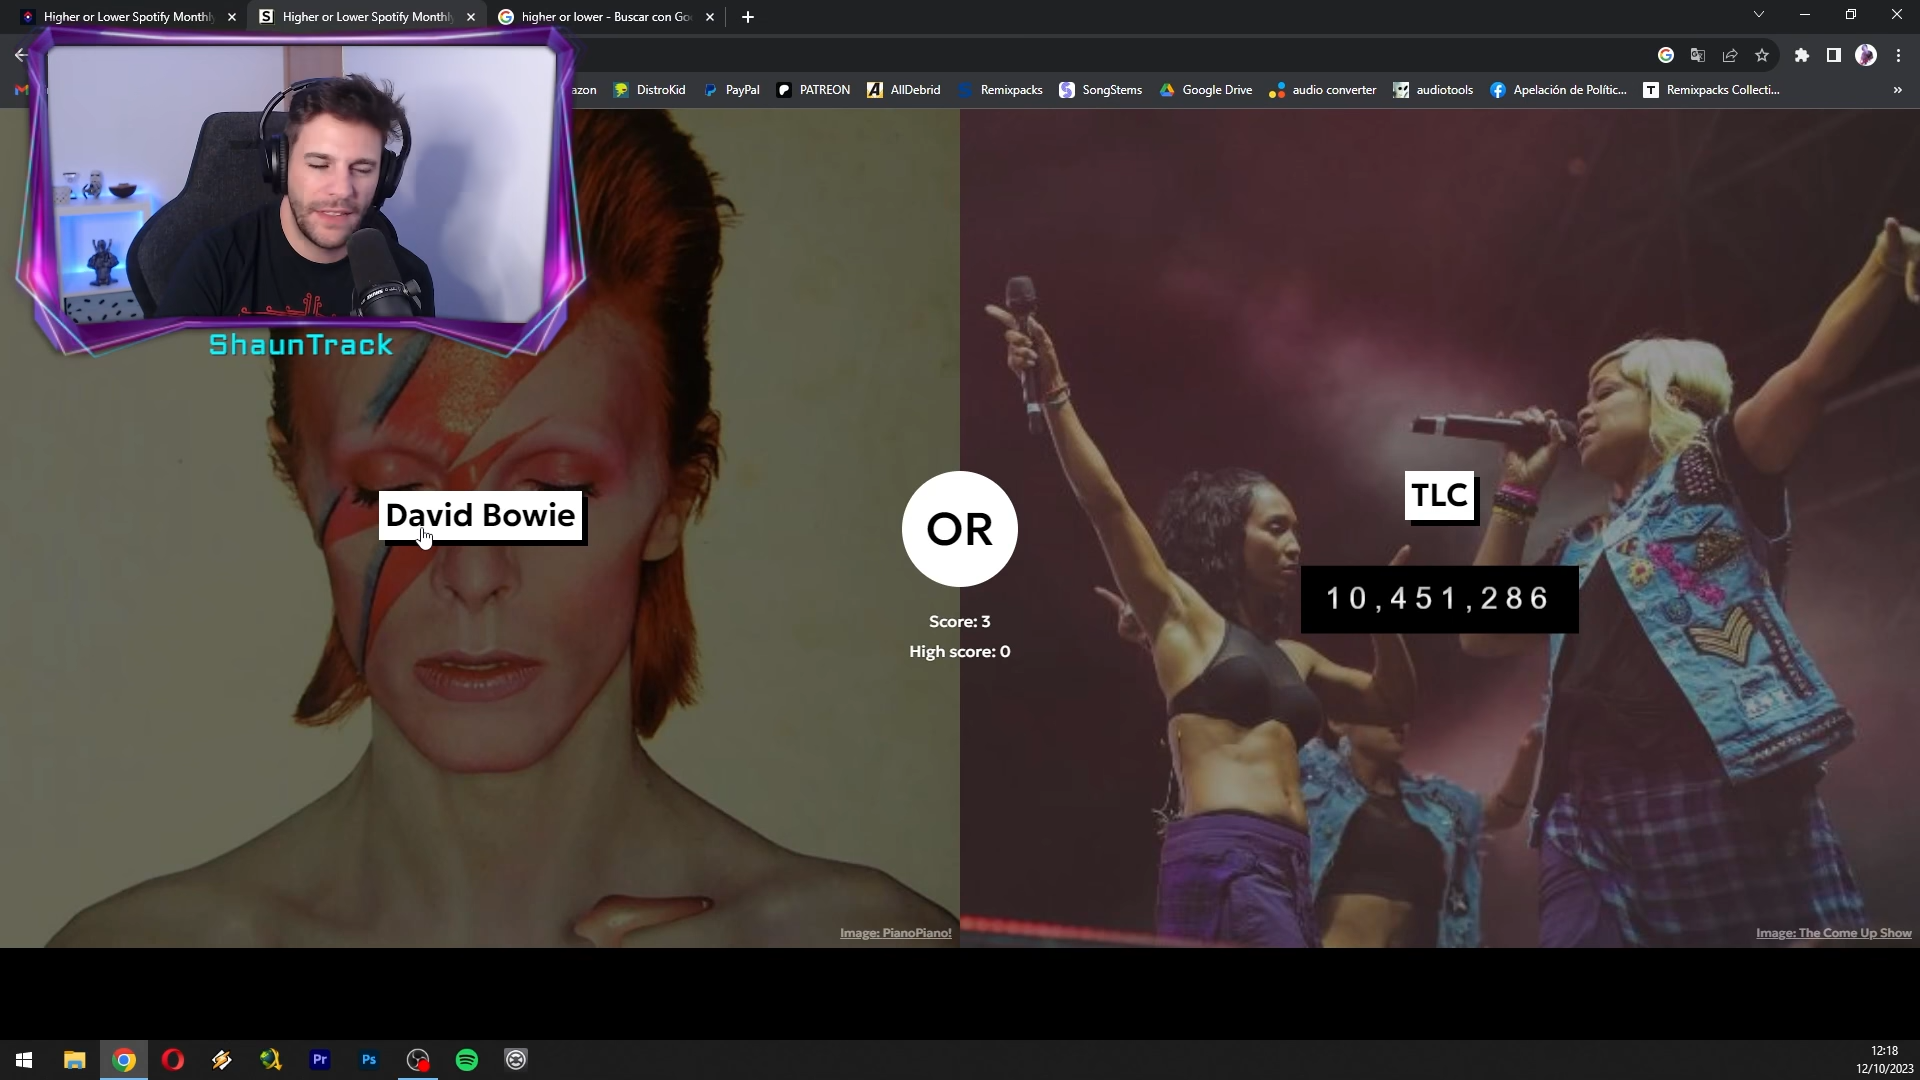 Higher or Lower Spotify Monthly
Higher or Lower Spotify Monthly
higher or lower - Buscar con Go
azon
DistroKid
PayPal
PATREON
AllDebrid
Remixpacks
SongStems
Google Drive
audio converter
audiotools
Apelación de Polític...
Remixpacks Collecti...
»
ShaunTrack
David Bowie
OR
TLC
10,451,286
Score: 3
High score: 0
Image: PianoPiano!
Image: The Come Up Show
Pr
Ps
12:18
12/10/2023